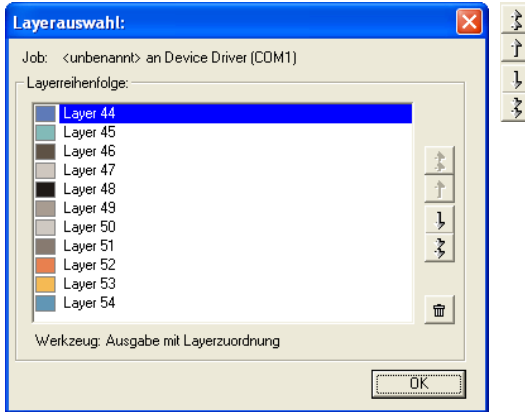 Layerauswahl:
Job: <unbenannt> an Device Driver (COM1)
Layerreihenfolge:
Layer 44
Layer 45
Layer 46
Layer 47
Layer 48
Layer 49
Layer 50
Layer 51
Layer 52
Layer 53
Layer 54
Werkzeug: Ausgabe mit Layerzuordnung
OK